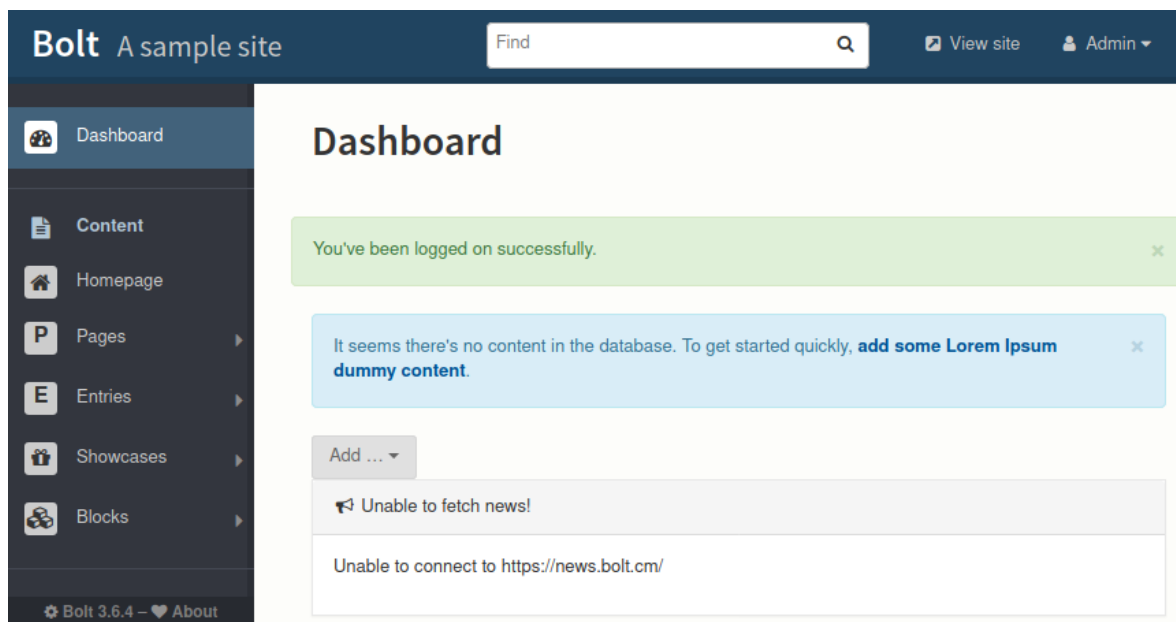 Bolt A sample site
Find
View site
Admin
Dashboard
Content
Homepage
P Pages
E Entries
Showcases
Blocks
Bolt 3.6.4 – About
Dashboard
You've been logged on successfully. ×
It seems there's no content in the database. To get started quickly, add some Lorem Ipsum ×
dummy content.
Add …
Unable to fetch news!
Unable to connect to https://news.bolt.cm/